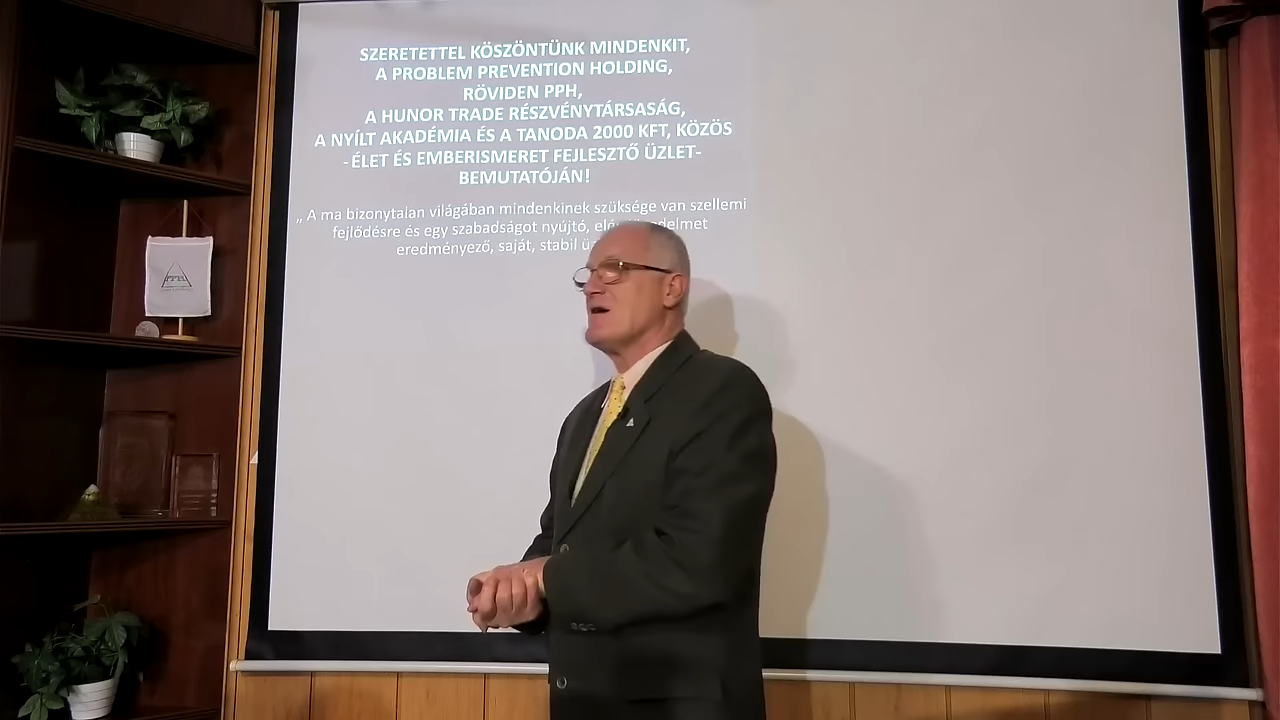 SZERETETTEL KÖSZÖNTÜNK MINDENKIT,
A PROBLEM PREVENTION HOLDING,
RÖVIDEN PPH,
A HUNOR TRADE RÉSZVÉNYTÁRSASÁG,
A NYÍLT AKADÉMIA ÉS A TANODA 2000 KFT, KÖZÖS
- ÉLET ÉS EMBERISMERET FEJLESZTŐ ÜZLET-
BEMUTATÓJÁN!
„ A ma bizonytalan világában mindenkinek szüksége van szellemi
fejlődésre és egy szabadságot nyújtó,
eredményező, saját, stabil